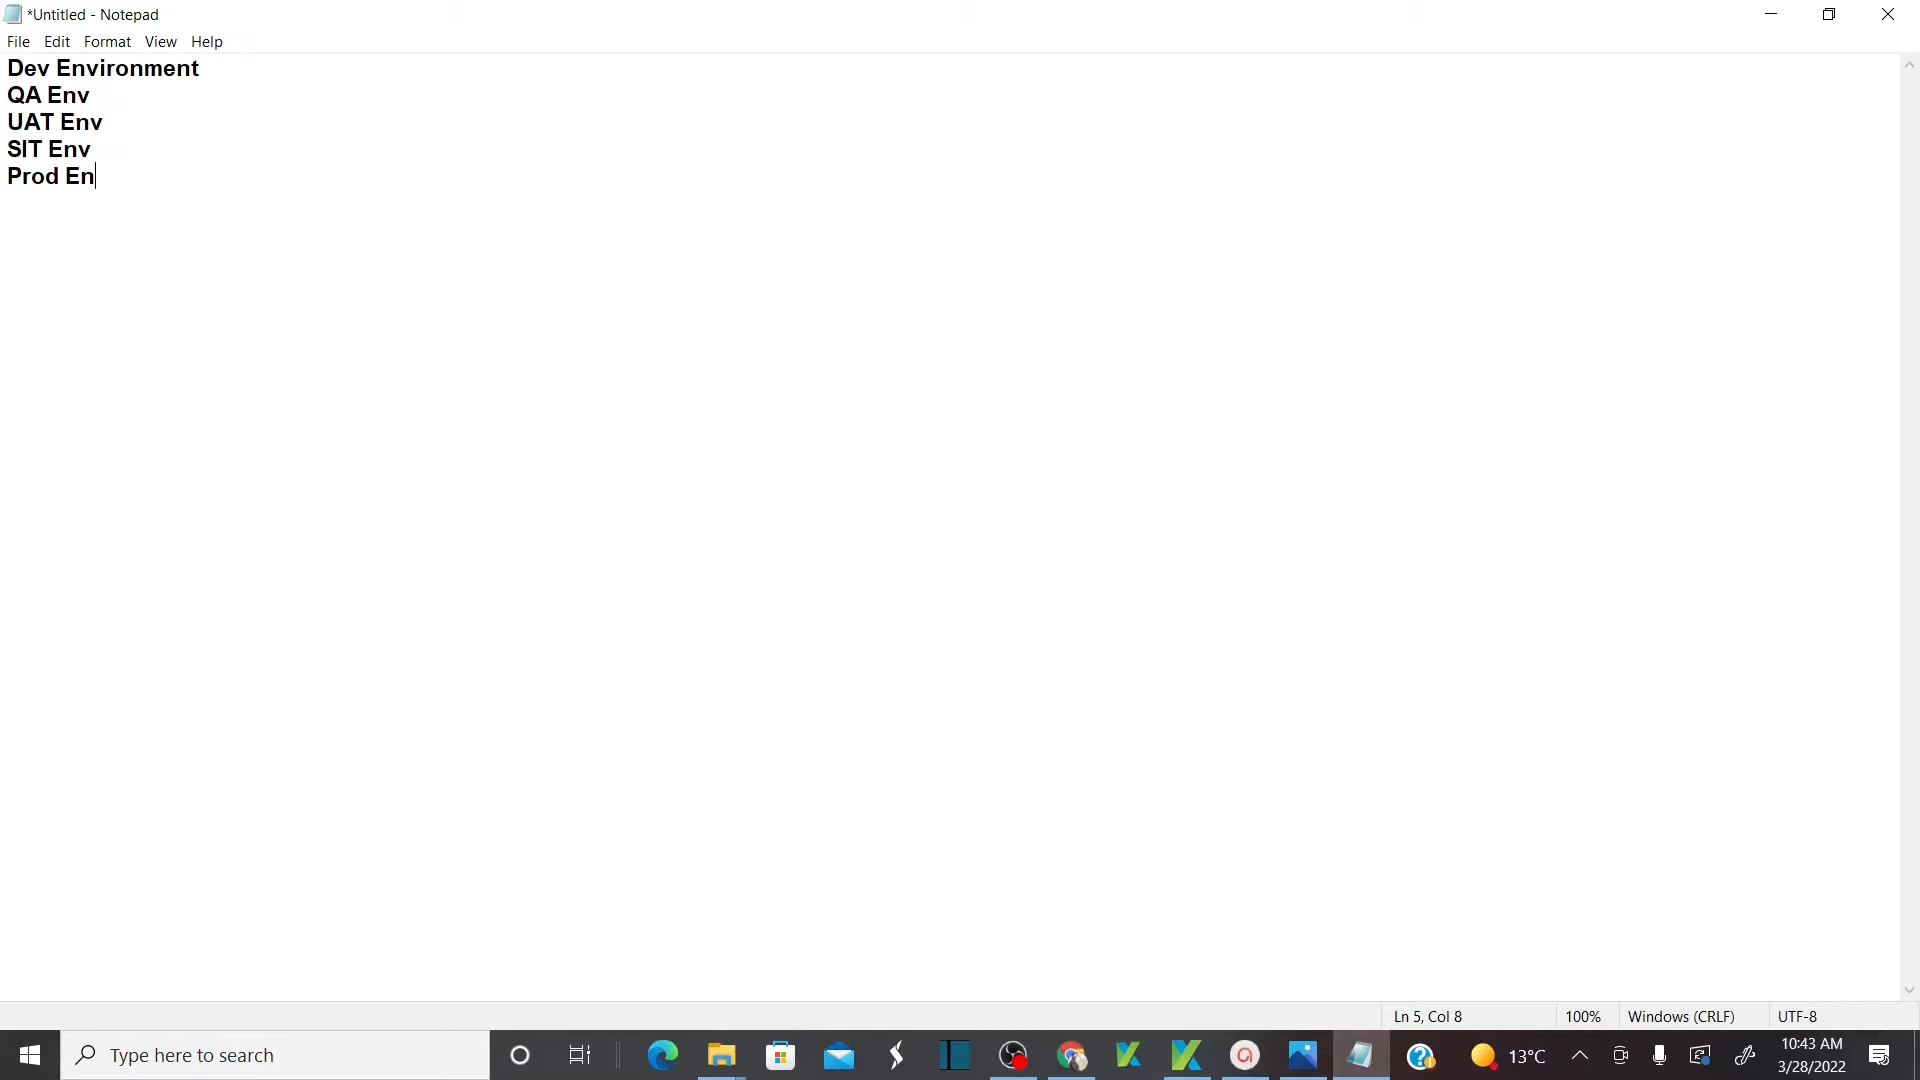 *Untitled - Notepad
File Edit Format View Help
Dev Environment
QA Env
UAT Env
SIT Env
Prod En
Ln 5, Col 8 100% Windows (CRLF) UTF-8
Type here to search 13°C 10:43 AM
3/28/2022